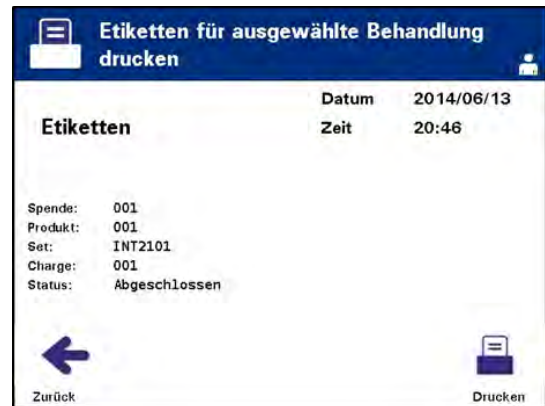 Etiketten für ausgewählte Behandlung
drucken
Datum 2014/06/13
Etiketten
Zeit 20:46
Spende: 001
Produkt: 001
Set: INT2101
Charge: 001
Status: Abgeschlossen
Zurück
Drucken